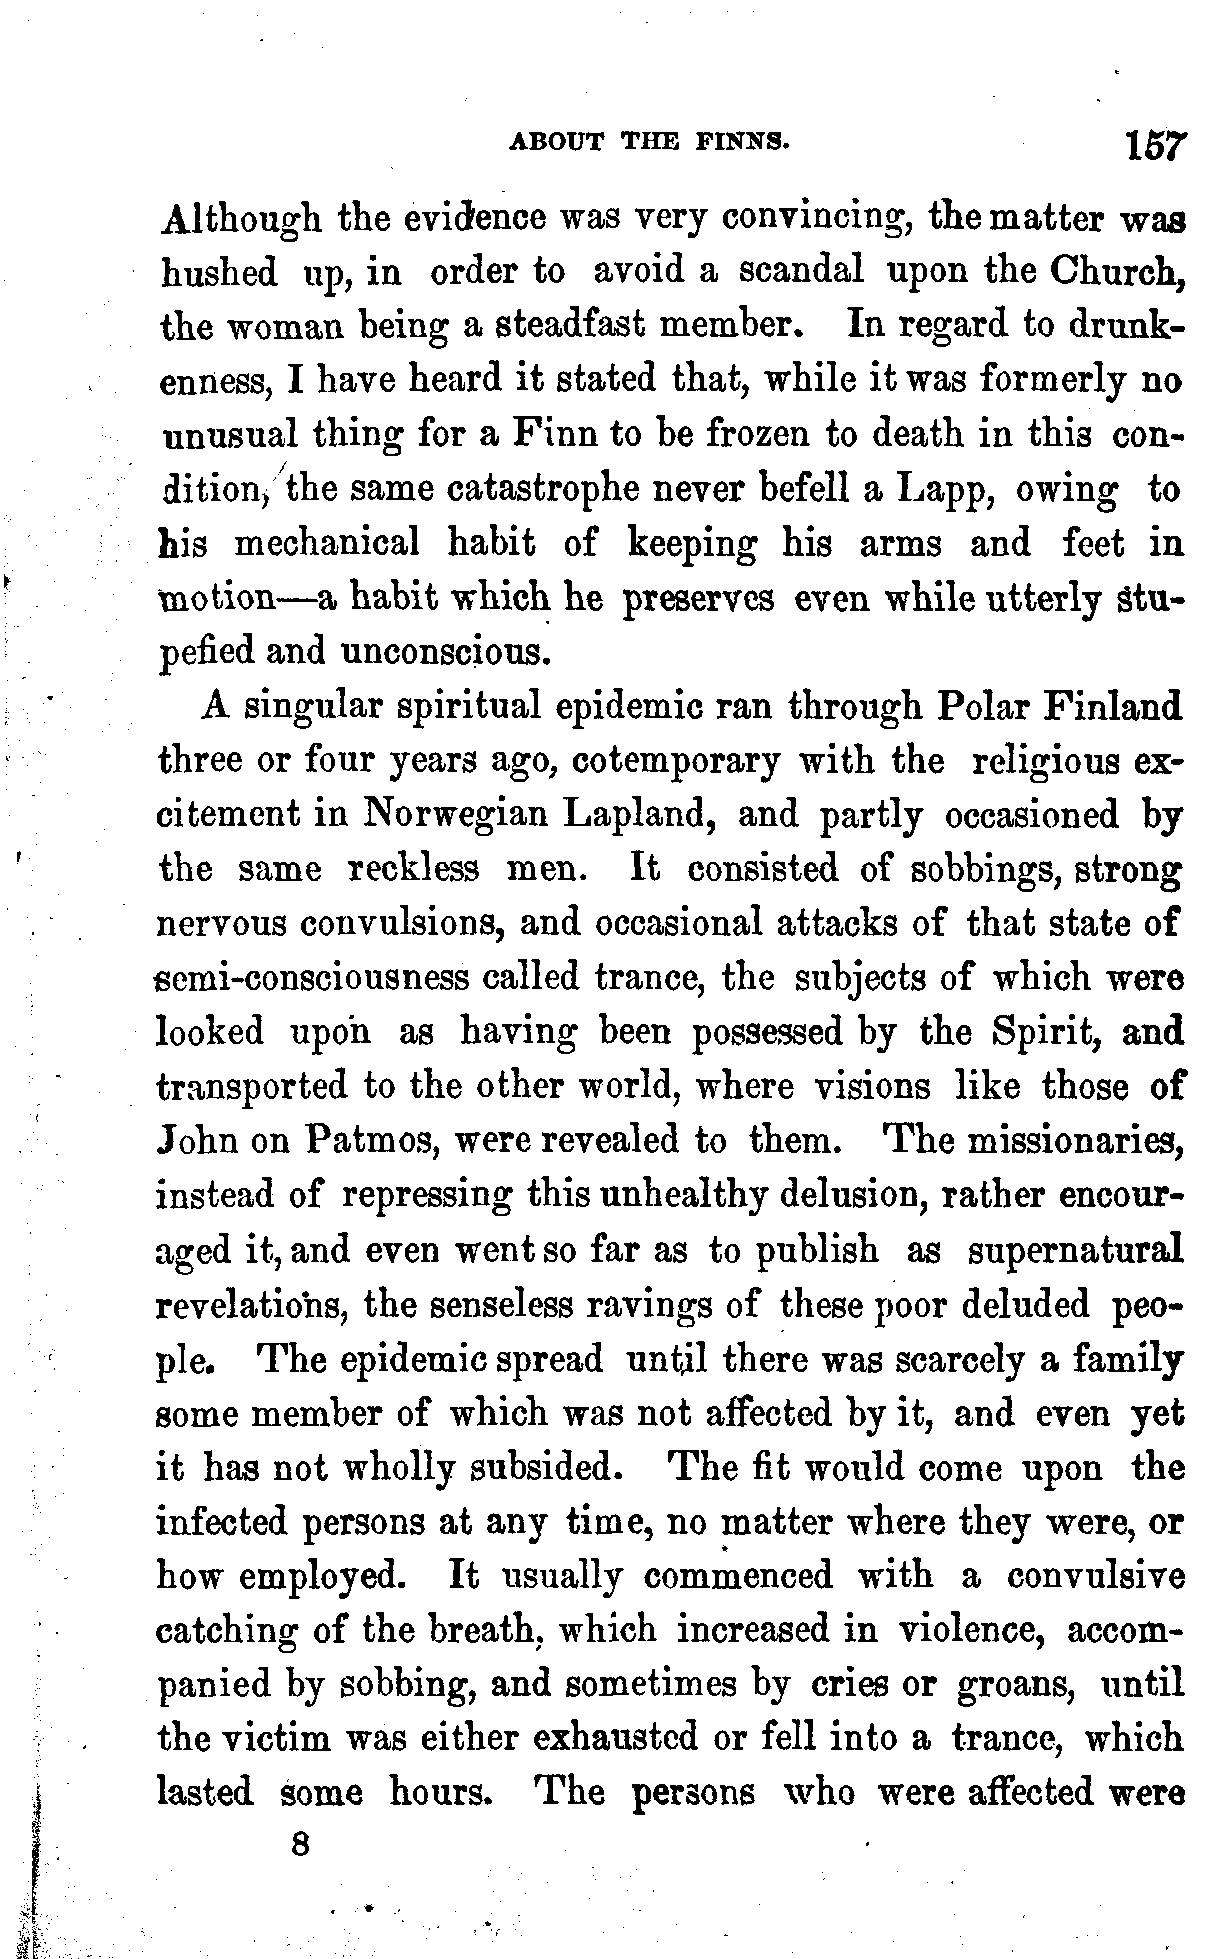 ABOUT THE FINNS. 157
Although the evidence was very convincing, the matter was
hushed up, in order to avoid a scandal upon the Church,
the woman being a steadfast member. In regard to drunk-
enness, I have heard it stated that, while it was formerly no
unusual thing for a Finn to be frozen to death in this con-
dition, the same catastrophe never befell a Lapp, owing to
his mechanical habit of keeping his arms and feet in
motion—a habit which he preserves even while utterly stu-
pefied and unconscious.
A singular spiritual epidemic ran through Polar Finland
three or four years ago, cotemporary with the religious ex-
citement in Norwegian Lapland, and partly occasioned by
the same reckless men. It consisted of sobbings, strong
nervous convulsions, and occasional attacks of that state of
semi-consciousness called trance, the subjects of which were
looked upon as having been possessed by the Spirit, and
transported to the other world, where visions like those of
John on Patmos, were revealed to them. The missionaries,
instead of repressing this unhealthy delusion, rather encour-
aged it, and even went so far as to publish as supernatural
revelations, the senseless ravings of these poor deluded peo-
ple. The epidemic spread until there was scarcely a family
some member of which was not affected by it, and even yet
it has not wholly subsided. The fit would come upon the
infected persons at any time, no matter where they were, or
how employed. It usually commenced with a convulsive
catching of the breath, which increased in violence, accom-
panied by sobbing, and sometimes by cries or groans, until
the victim was either exhausted or fell into a trance, which
lasted some hours. The persons who were affected were
8